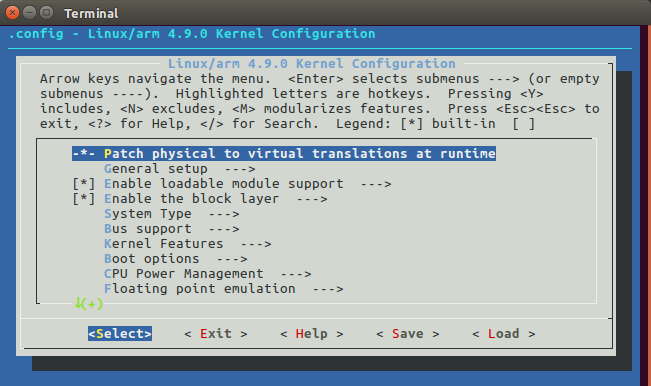 Terminal
.config - Linux/arm 4.9.0 Kernel Configuration
Linux/arm 4.9.0 Kernel Configuration
Arrow keys navigate the menu.  <Enter> selects submenus ---> (or empty
submenus ----).  Highlighted letters are hotkeys.  Pressing <Y>
includes, <N> excludes, <M> modularizes features.  Press <Esc><Esc> to
exit, <?> for Help, </> for Search.  Legend: [*] built-in  [ ]
-*- Patch physical to virtual translations at runtime
General setup  --->
[*] Enable loadable module support  --->
[*] Enable the block layer  --->
System Type  --->
Bus support  --->
Kernel Features  --->
Boot options  --->
CPU Power Management  --->
Floating point emulation  --->
↓(+)
<Select>    < Exit >    < Help >    < Save >    < Load >